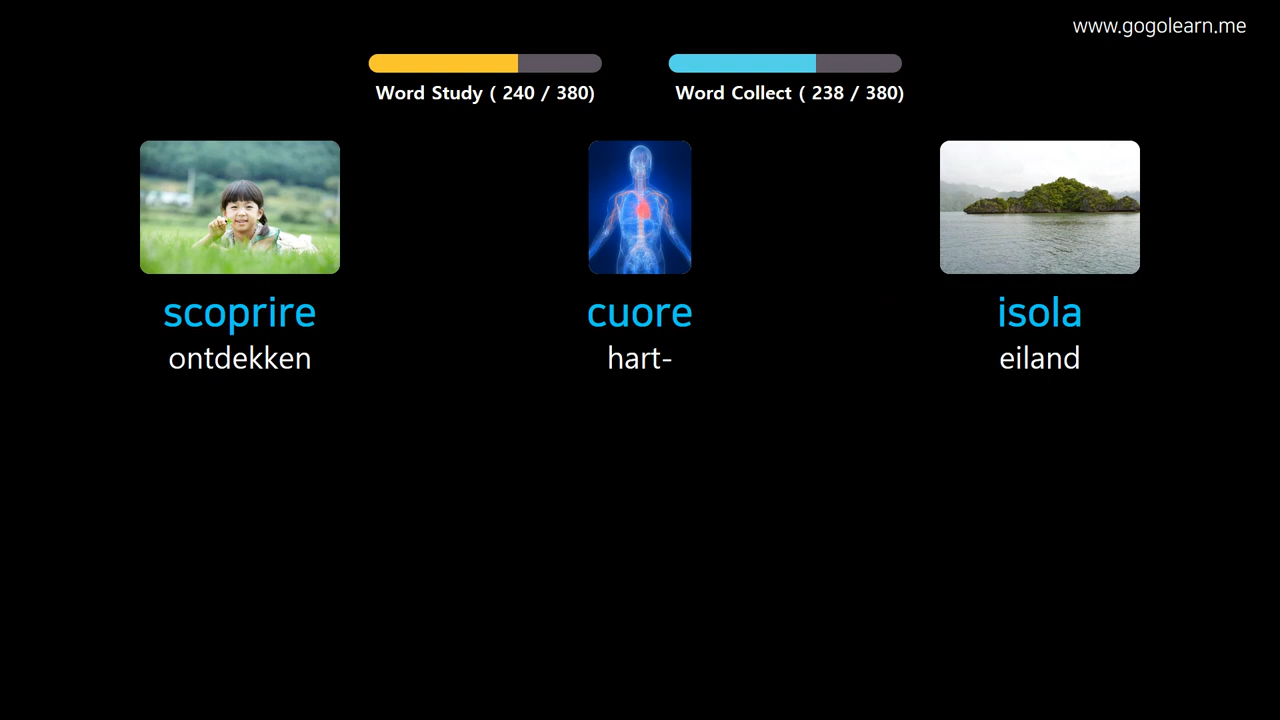 www.gogolearn.me
Word Study ( 240 / 380)
Word Collect ( 238 / 380)
scoprire
ontdekken
cuore
hart-
isola
eiland